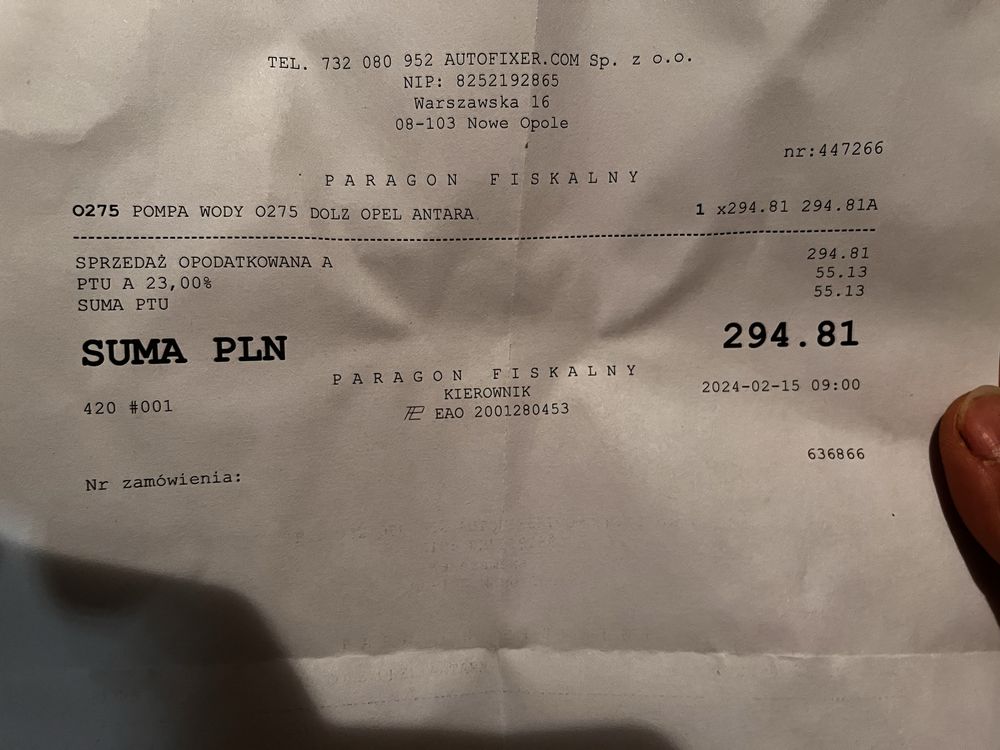 TEL. 732 080 952 AUTOFIXER.COM Sp. z o.o.
NIP: 8252192865
Warszawska 16
08-103 Nowe Opole
nr:447266
PARAGON FISKALNY
O275 POMPA WODY O275 DOLZ OPEL ANTARA 1 x294.81 294.81A
SPRZEDAŻ OPODATKOWANA A 294.81
PTU A 23,00% 55.13
SUMA PTU 55.13
SUMA PLN 294.81
PARAGON FISKALNY
KIEROWNIK 2024-02-15 09:00
420 #001 EAO 2001280453
636866
Nr zamówienia: